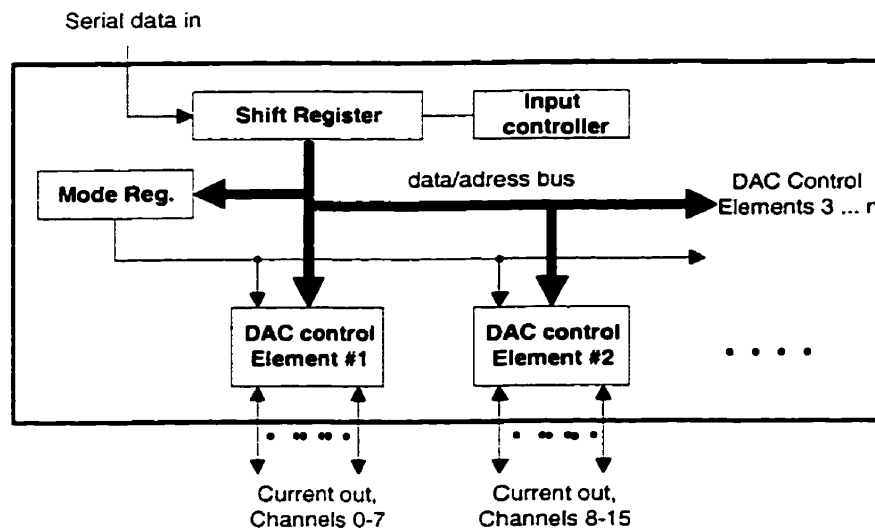 Serial data in
Shift Register
Input
controller
Mode Reg.
data/adress bus
DAC Control
Elements 3 ... n
DAC control
Element #1
DAC control
Element #2
Current out,
Channels 0-7
Current out,
Channels 8-15